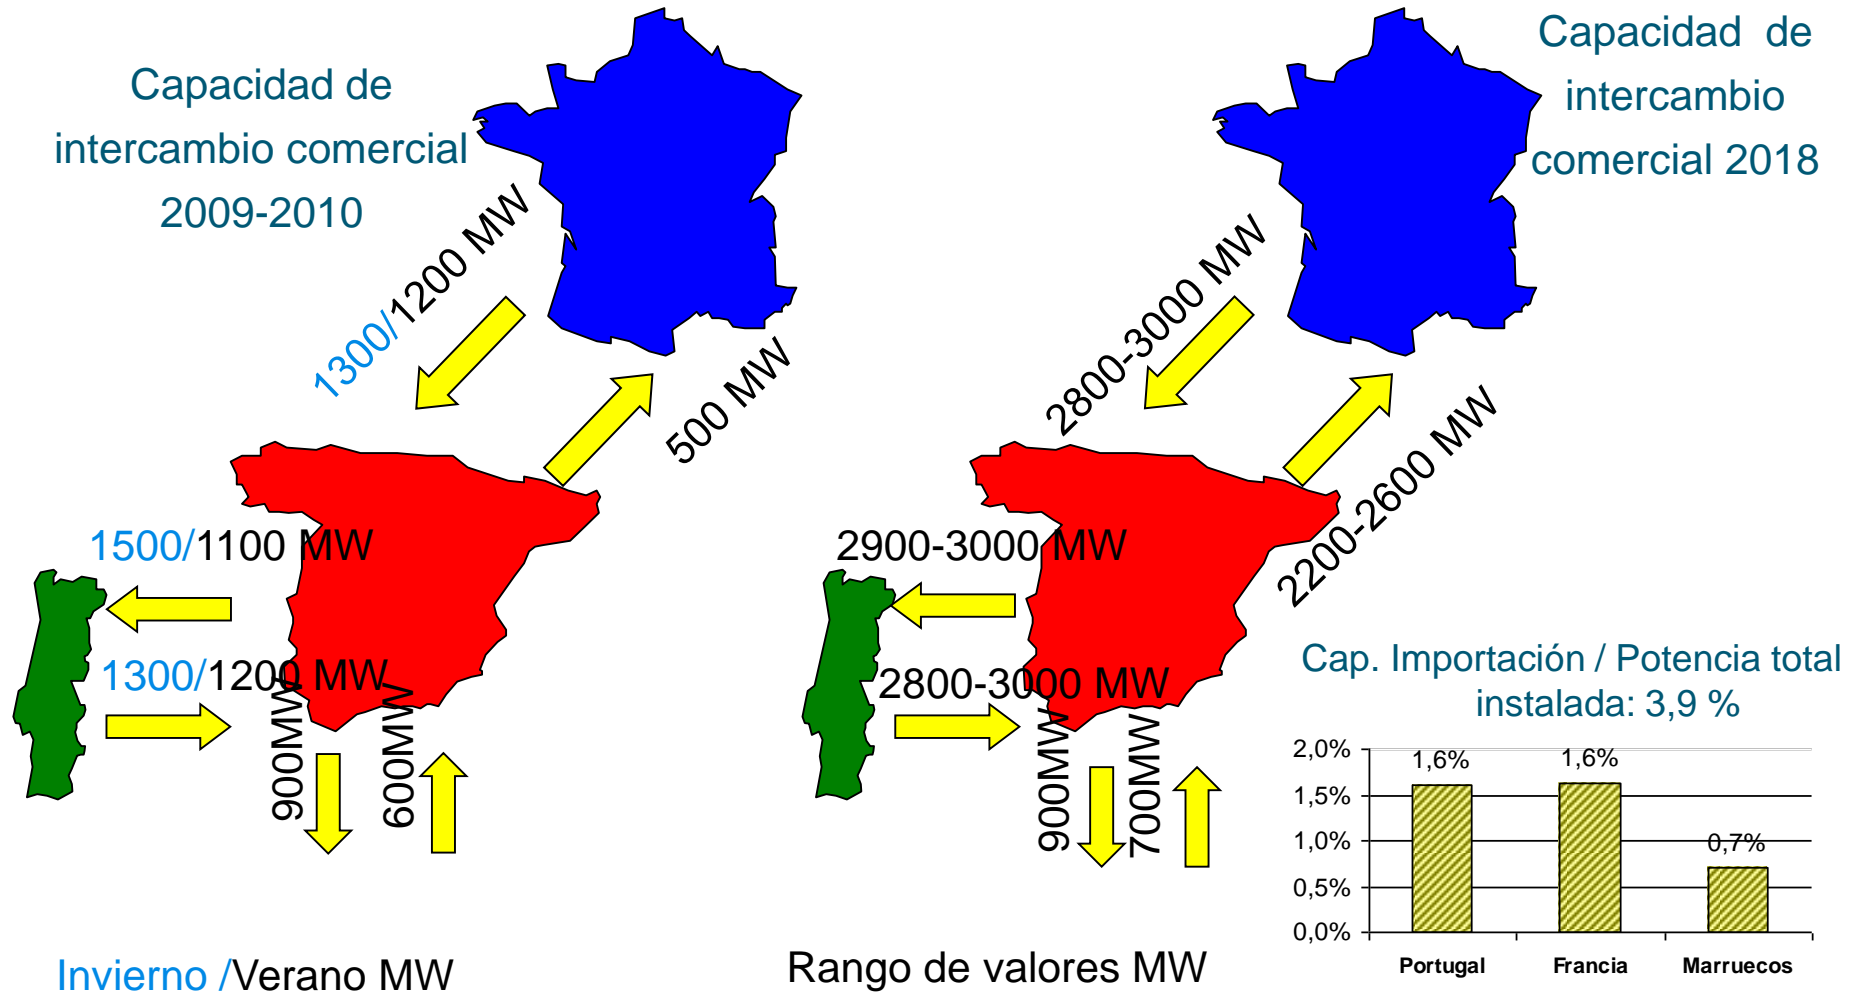 Capacidad de
intercambio comercial
2009-2010
1300/1200 MW
500 MW
1500/1100 MW
1300/1200 MW
900MW
600MW
Invierno /Verano MW
Capacidad de
intercambio
comercial 2018
2800-3000 MW
2200-2600 MW
2900-3000 MW
2800-3000 MW
900MW
700MW
Rango de valores MW
Cap. Importación / Potencia total
instalada: 3,9 %
2,0%
1,5%
1,0%
0,5%
0,0%
1,6%
1,6%
0,7%
Portugal
Francia
Marruecos